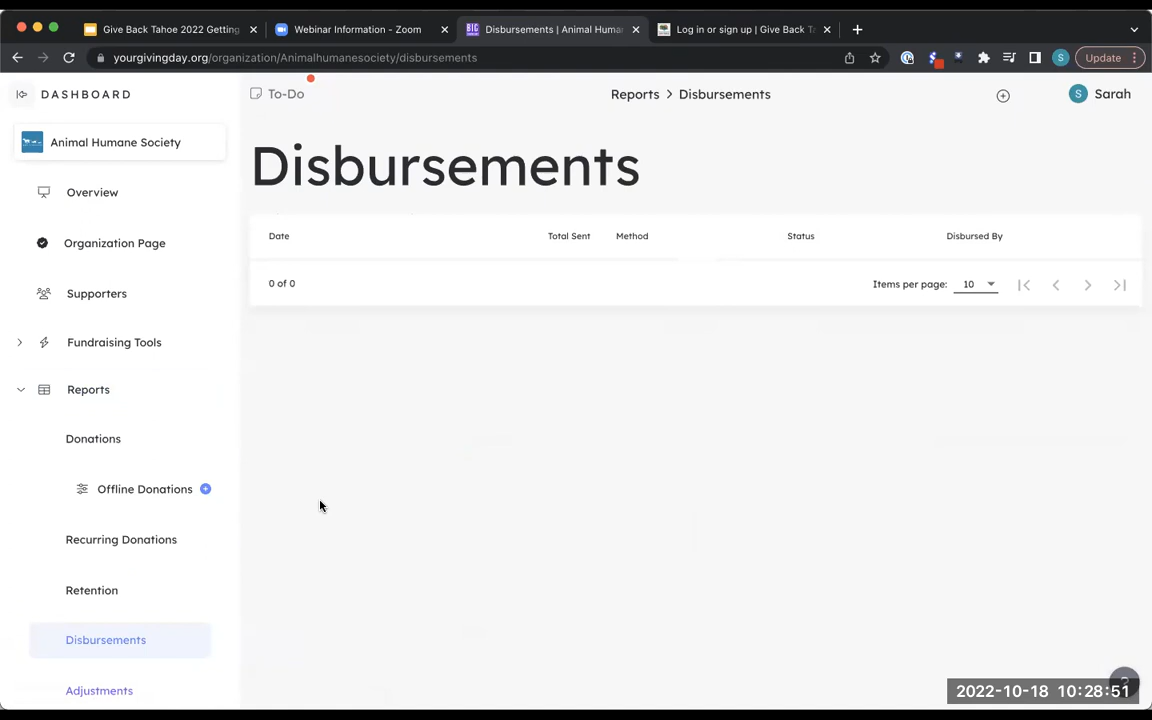 Give Back Tahoe 2022 Getting
Webinar Information - Zoom
Disbursements | Animal Human
Log in or sign up | Give Back T
yourgivingday.org/organization/Animalhumanesociety/disbursements
S
Update
DASHBOARD
To-Do
Reports > Disbursements
S Sarah
Animal Humane Society
Disbursements
Overview
Date Total Sent Method Status Disbursed By
Organization Page
0 of 0 Items per page: 10
Supporters
Fundraising Tools
Reports
Donations
Offline Donations
Recurring Donations
Retention
Disbursements
Adjustments
?
2022-10-18 10:28:51